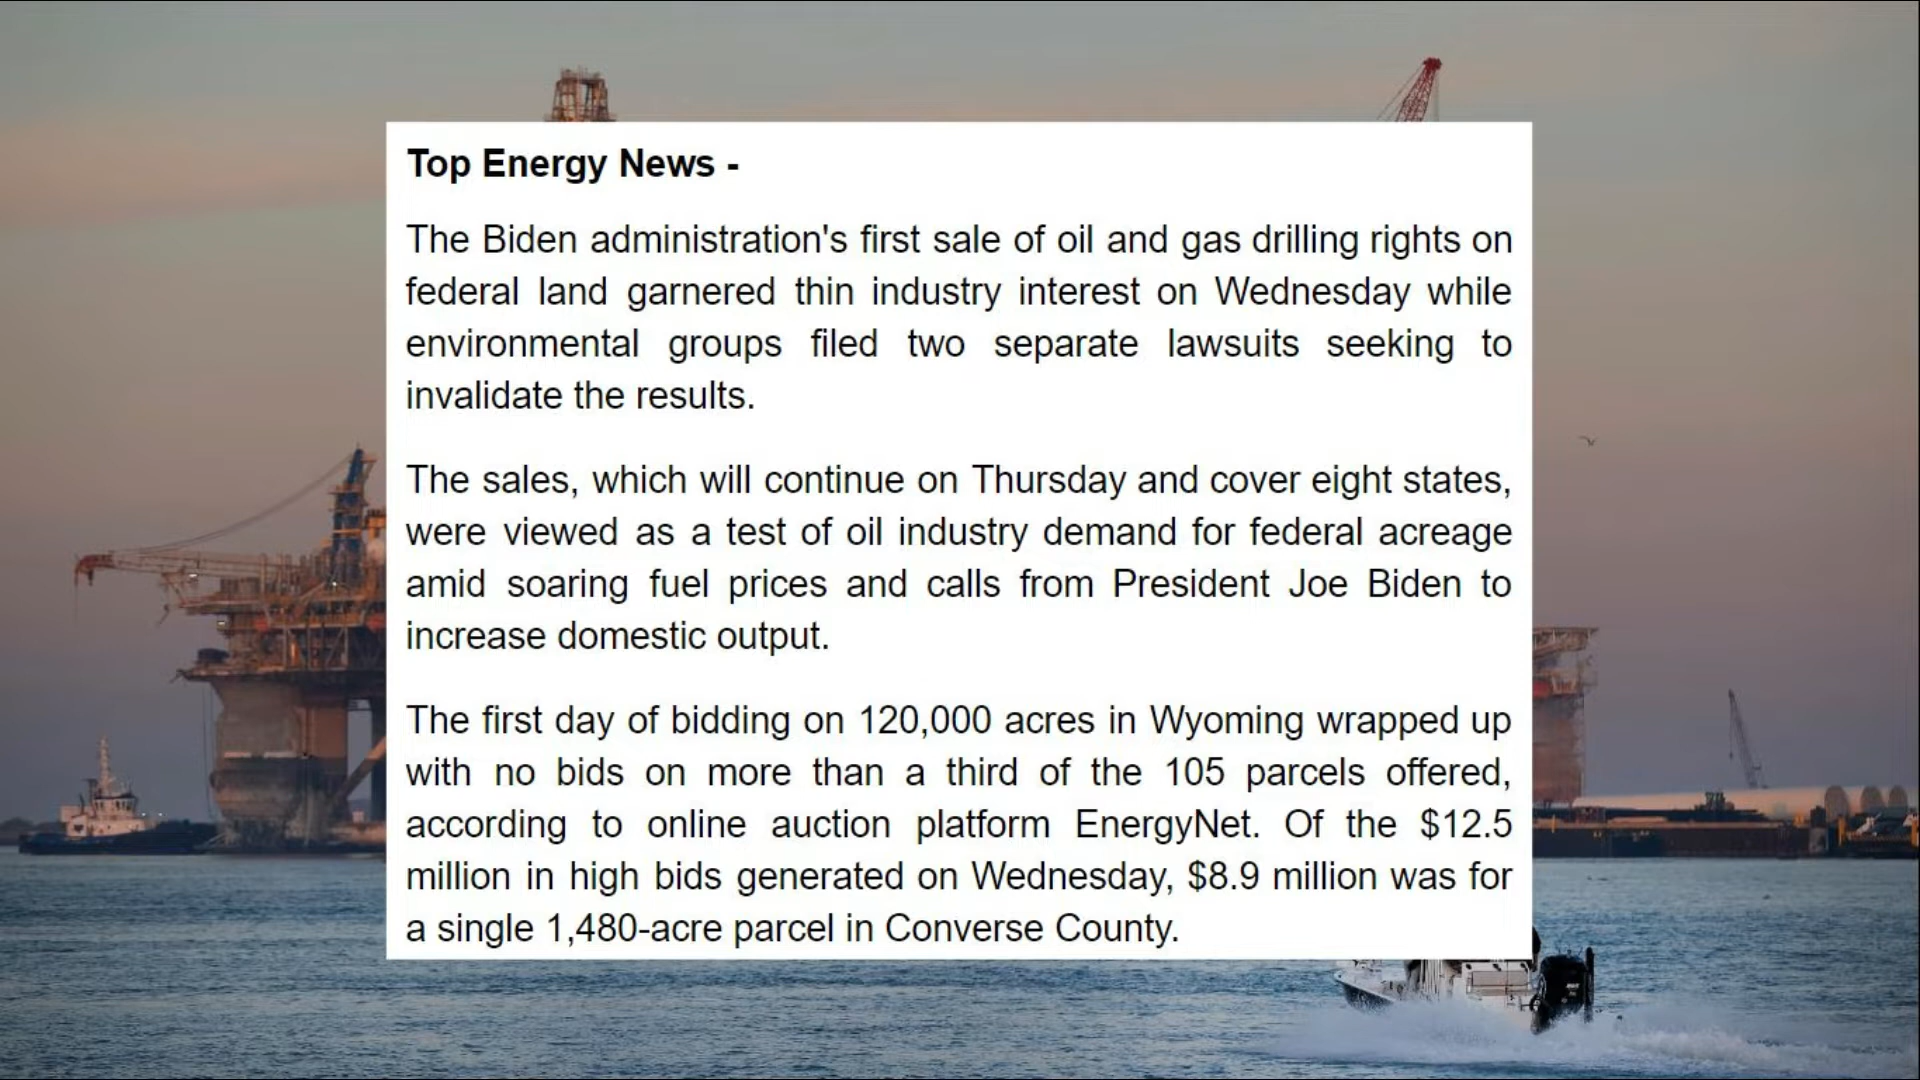 Top Energy News -
The Biden administration's first sale of oil and gas drilling rights on
federal land garnered thin industry interest on Wednesday while
environmental groups filed two separate lawsuits seeking to
invalidate the results.
The sales, which will continue on Thursday and cover eight states,
were viewed as a test of oil industry demand for federal acreage
amid soaring fuel prices and calls from President Joe Biden to
increase domestic output.
The first day of bidding on 120,000 acres in Wyoming wrapped up
with no bids on more than a third of the 105 parcels offered,
according to online auction platform EnergyNet. Of the $12.5
million in high bids generated on Wednesday, $8.9 million was for
a single 1,480-acre parcel in Converse County.